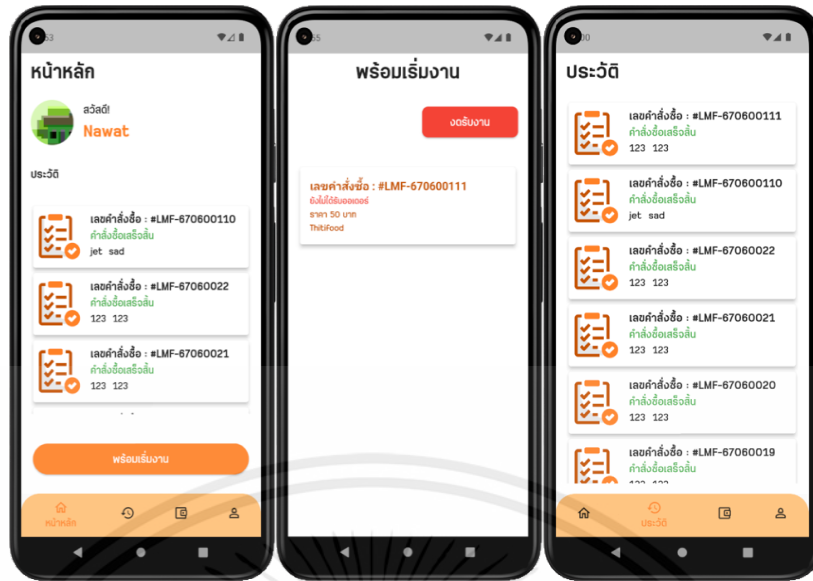 53
หน้าหลัก
สวัสดี!
Nawat
ประวัติ
เลขคำสั่งซื้อ : #LMF-670600110
คำสั่งซื้อเสร็จสิ้น
jet sad
เลขคำสั่งซื้อ : #LMF-67060022
คำสั่งซื้อเสร็จสิ้น
123 123
เลขคำสั่งซื้อ : #LMF-67060021
คำสั่งซื้อเสร็จสิ้น
123 123
พร้อมเริ่มงาน
หน้าหลัก
55
พร้อมเริ่มงาน
งดรับงาน
เลขคำสั่งซื้อ : #LMF-670600111
ยังไม่ได้รับออเดอร์
ราคา 50 บาท
ThitiFood
00
ประวัติ
เลขคำสั่งซื้อ : #LMF-670600111
คำสั่งซื้อเสร็จสิ้น
123 123
เลขคำสั่งซื้อ : #LMF-670600110
คำสั่งซื้อเสร็จสิ้น
jet sad
เลขคำสั่งซื้อ : #LMF-67060022
คำสั่งซื้อเสร็จสิ้น
123 123
เลขคำสั่งซื้อ : #LMF-67060021
คำสั่งซื้อเสร็จสิ้น
123 123
เลขคำสั่งซื้อ : #LMF-67060020
คำสั่งซื้อเสร็จสิ้น
123 123
เลขคำสั่งซื้อ : #LMF-67060019
คำสั่งซื้อเสร็จสิ้น
123 123
ประวัติ